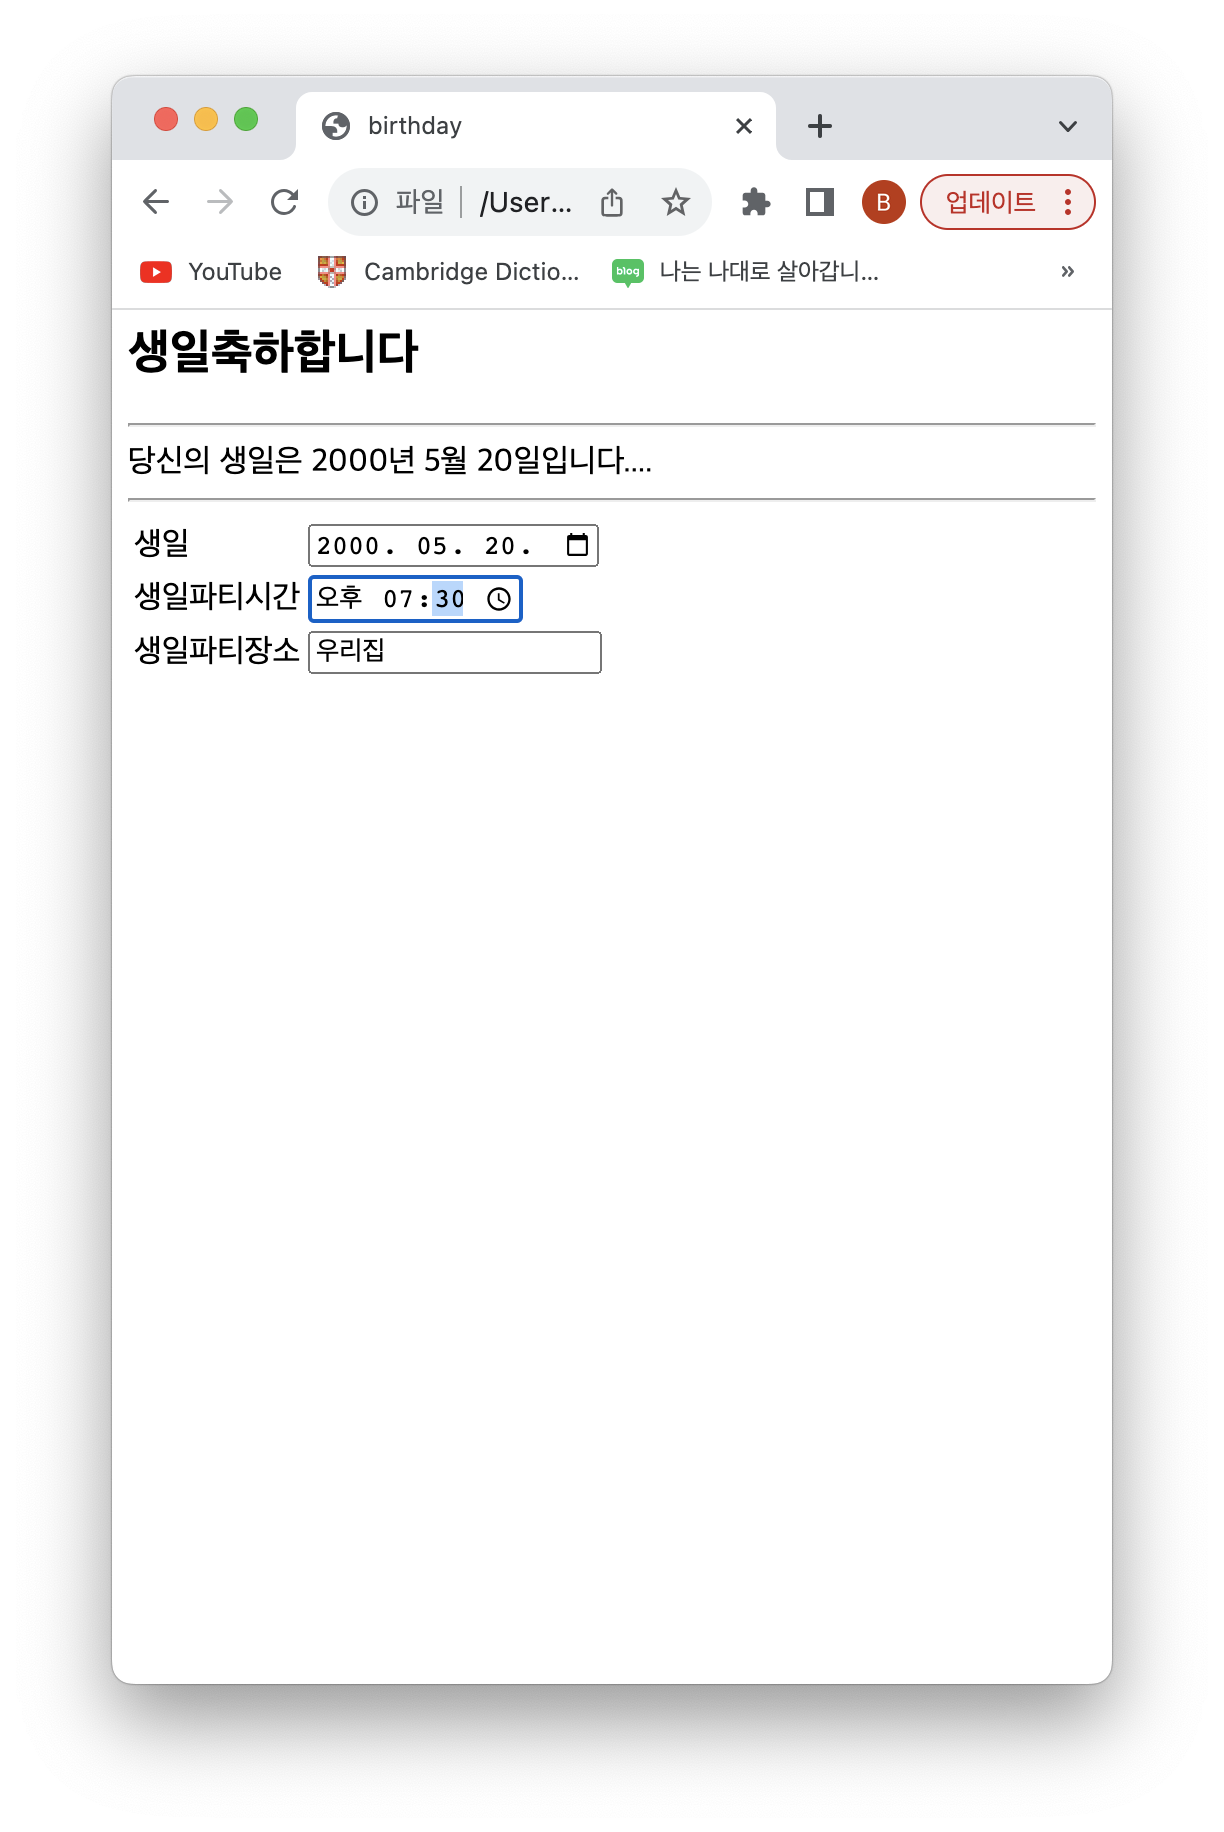 birthday
파일 /User...
B
업데이트
YouTube
Cambridge Dictio...
blog
나는 나대로 살아갑니...
»
생일축하합니다
당신의 생일은 2000년 5월 20일입니다....
생일 2000. 05. 20.
생일파티시간 오후 07:30
생일파티장소 우리집